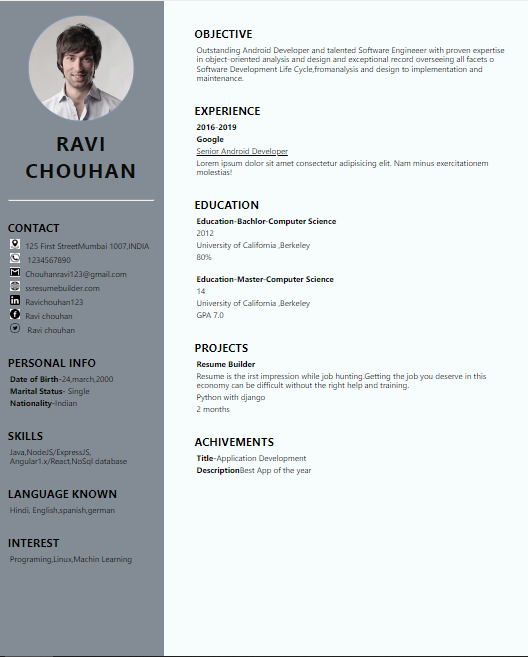 RAVI
CHOUHAN
CONTACT
125 First StreetMumbai 1007,INDIA
1234567890
Chouhanravi123@gmail.com
ssresumebuilder.com
Ravichouhan123
Ravi chouhan
Ravi chouhan
PERSONAL INFO
Date of Birth-24,march,2000
Marital Status- Single
Nationality-Indian
SKILLS
Java,NodeJS/ExpressJS,
Angular1.x/React,NoSql database
LANGUAGE KNOWN
Hindi, English,spanish,german
INTEREST
Programing,Linux,Machin Learning
OBJECTIVE
Outstanding Android Developer and talented Software Engineeer with proven expertise
in object-oriented analysis and design and exceptional record overseeing all facets o
Software Development Life Cycle,fromanalysis and design to implementation and
maintenance.
EXPERIENCE
2016-2019
Google
Senior Android Developer
Lorem ipsum dolor sit amet consectetur adipisicing elit. Nam minus exercitationem
molestias!
EDUCATION
Education-Bachlor-Computer Science
2012
University of California ,Berkeley
80%
Education-Master-Computer Science
14
University of California ,Berkeley
GPA 7.0
PROJECTS
Resume Builder
Resume is the irst impression while job hunting.Getting the job you deserve in this
economy can be difficult without the right help and training.
Python with django
2 months
ACHIVEMENTS
Title-Application Development
DescriptionBest App of the year